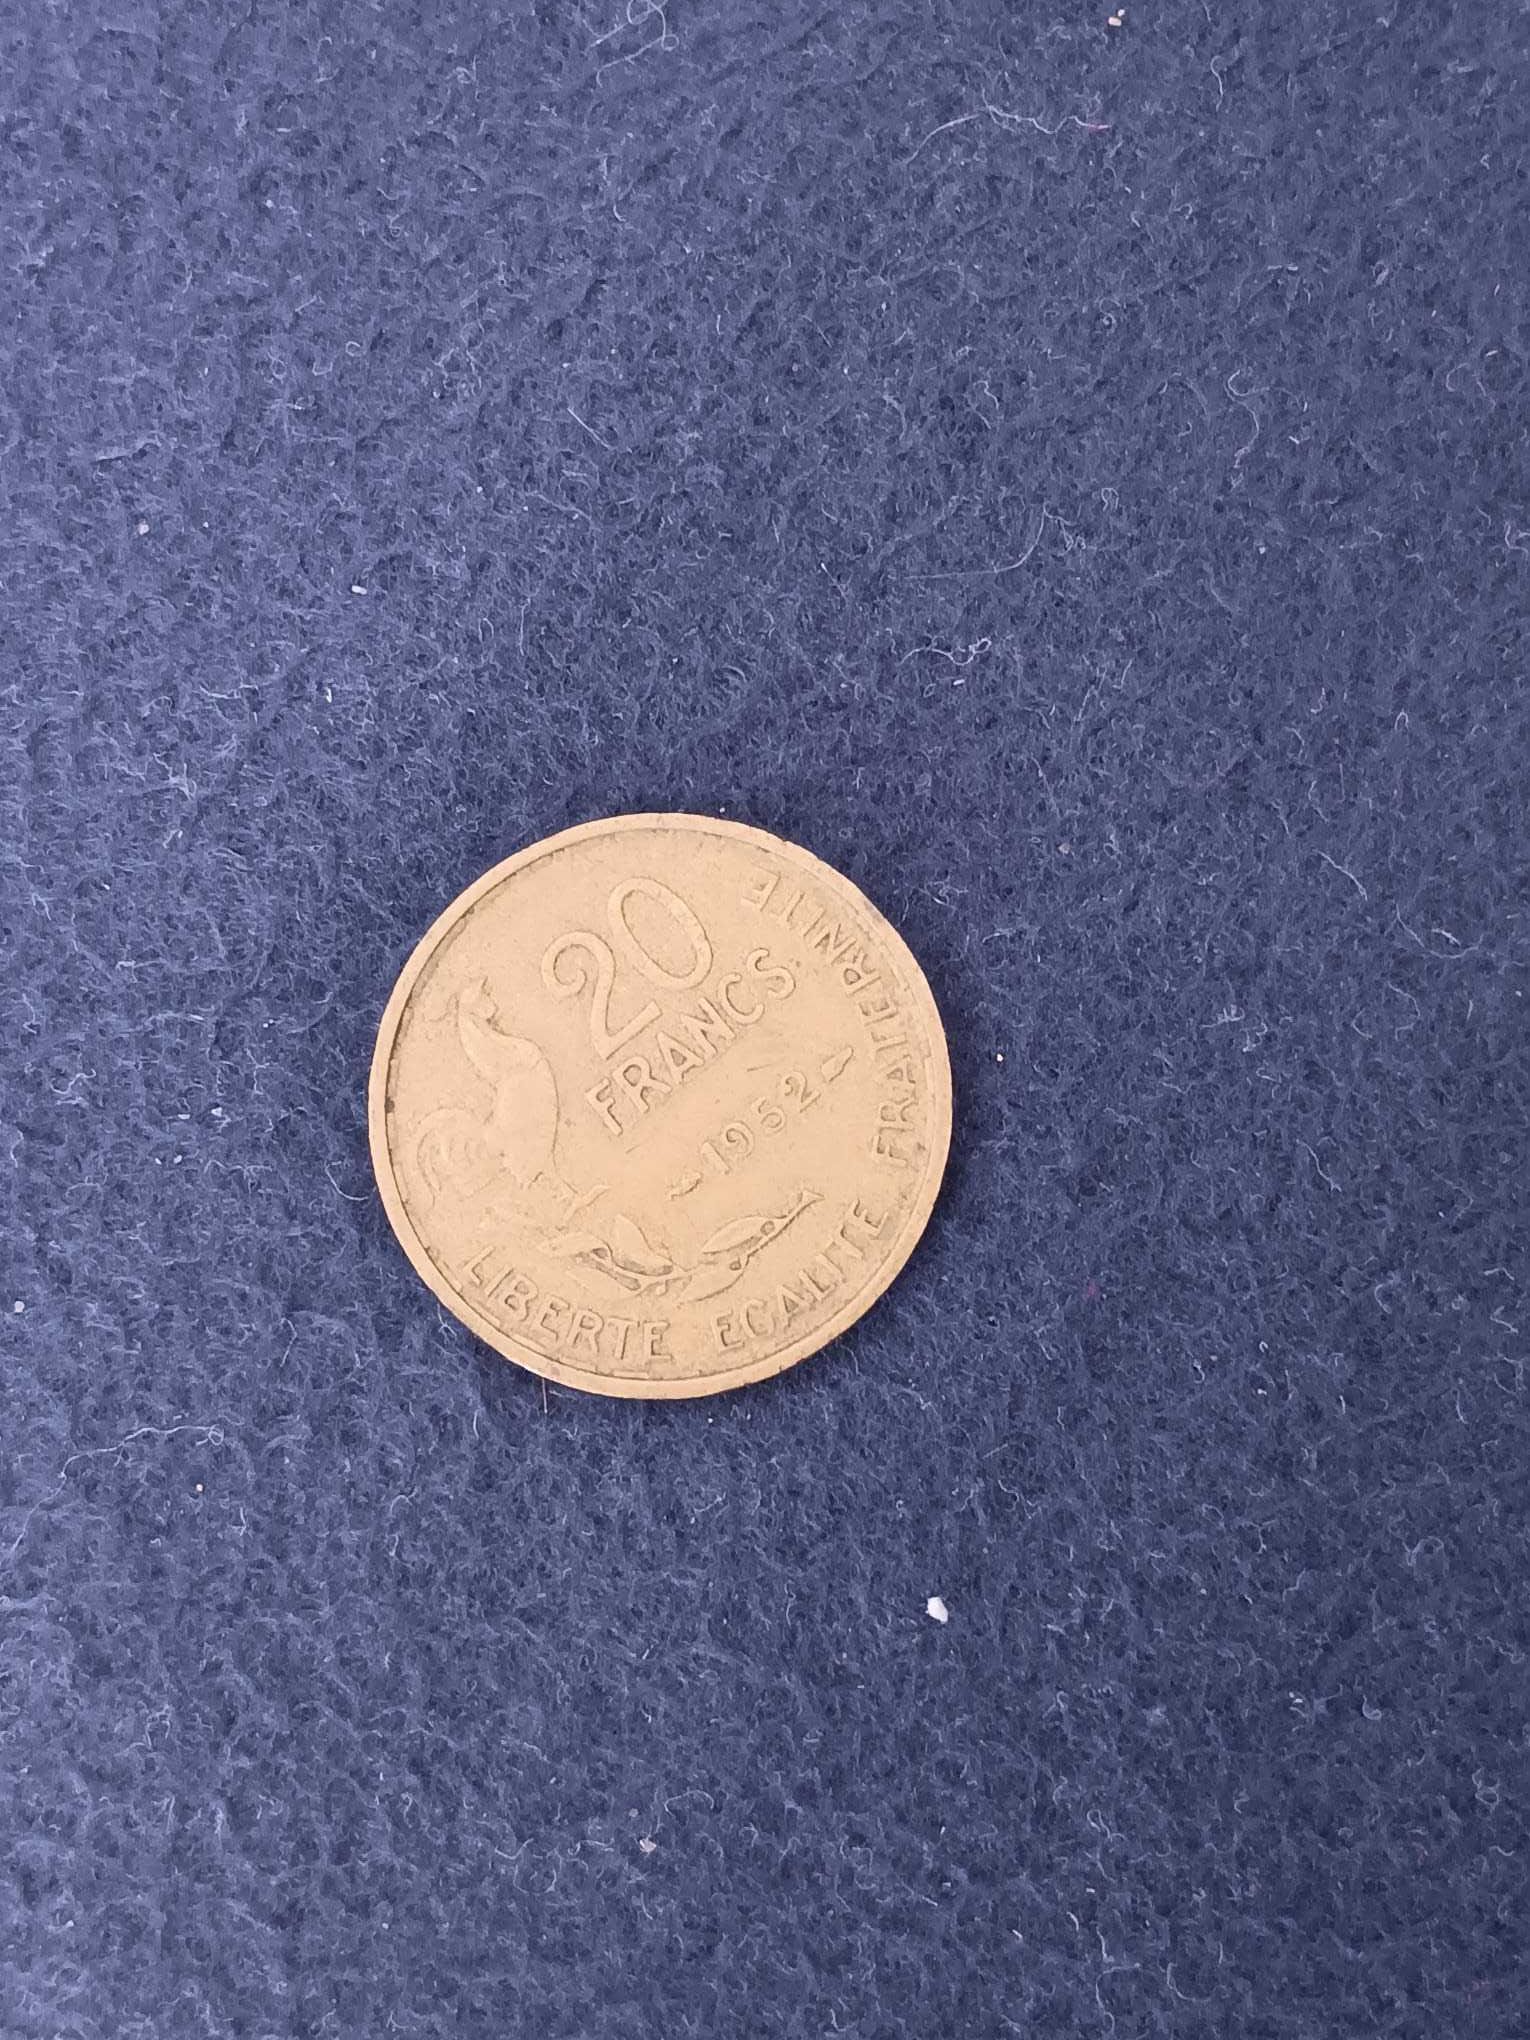 20
FRANCS
1952
LIBERTE EGALITE FRATERNITE